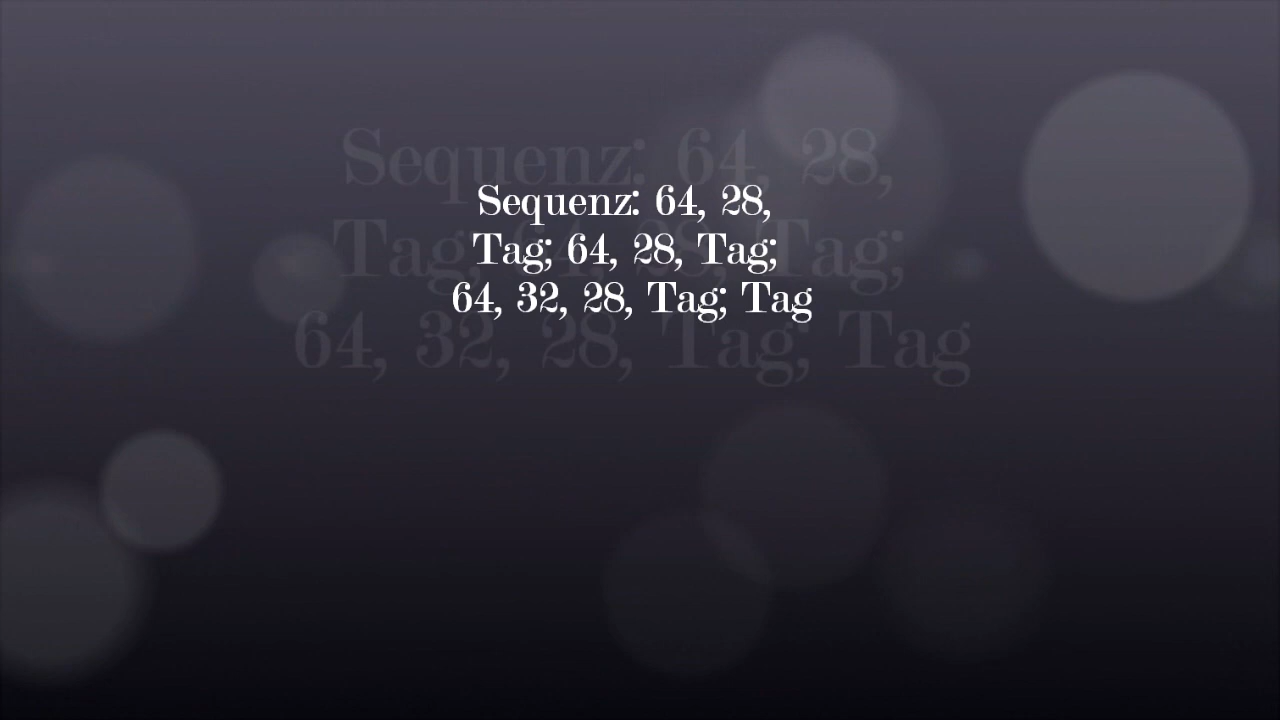 Sequenz: 64, 28,
Tag; 64, 28, Tag;
64, 32, 28, Tag; Tag